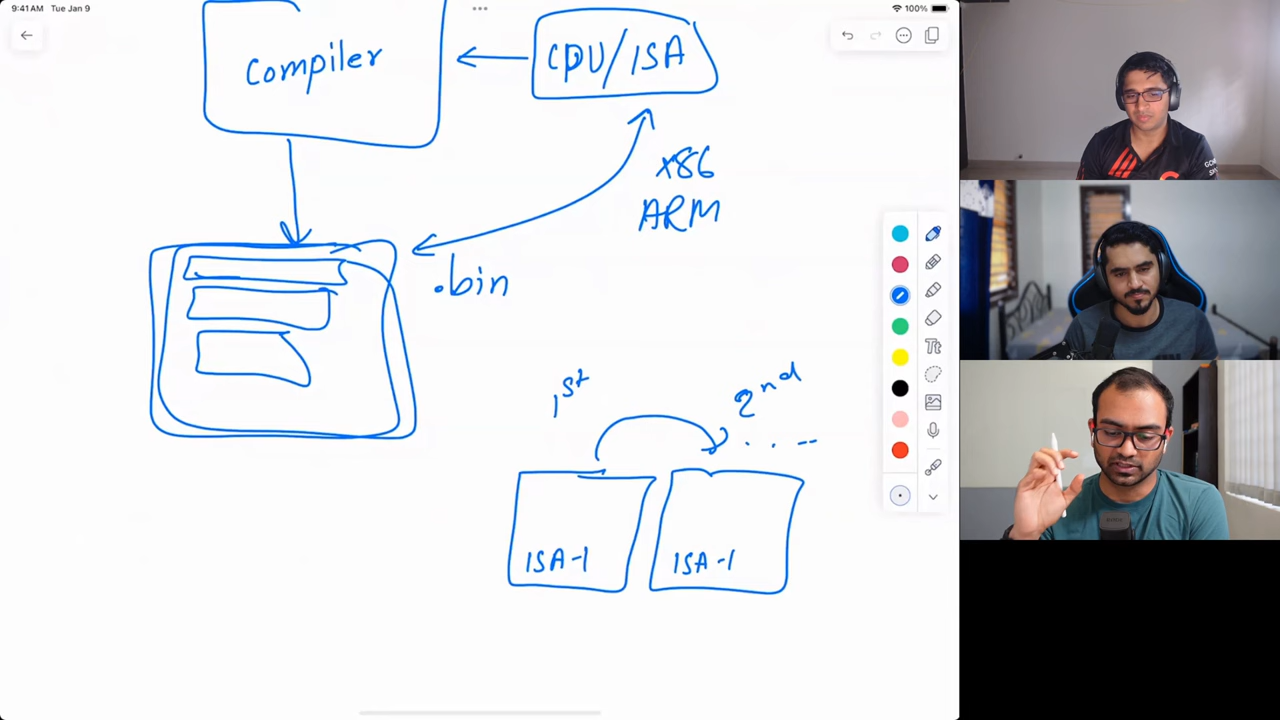 9:41 AM Tue Jan 9
100%
Compiler
CPU/ISA
x86
ARM
.bin
1st
2nd
ISA-1
ISA-1
Tt